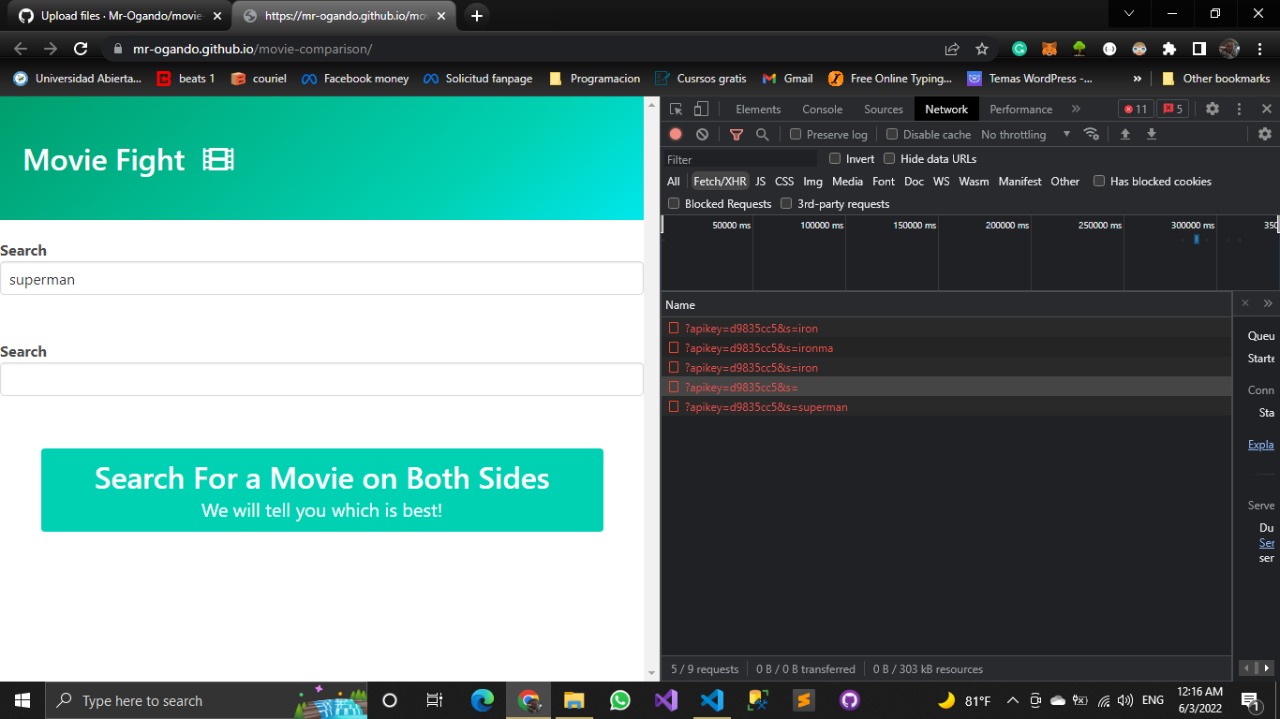 Upload files · Mr-Ogando/movie-
https://mr-ogando.github.io/mov
mr-ogando.github.io/movie-comparison/
Universidad Abierta...
beats 1
couriel
Facebook money
Solicitud fanpage
Programacion
Cusrsos gratis
Gmail
Free Online Typing...
Temas WordPress -...
»
Other bookmarks
Movie Fight
Search
superman
Search
Search For a Movie on Both Sides
We will tell you which is best!
Elements
Console
Sources
Network
Performance
»
11
5
Preserve log
Disable cache
No throttling
Filter
Invert
Hide data URLs
All
Fetch/XHR
JS
CSS
Img
Media
Font
Doc
WS
Wasm
Manifest
Other
Has blocked cookies
Blocked Requests
3rd-party requests
50000 ms
100000 ms
150000 ms
200000 ms
250000 ms
300000 ms
350
Name
?apikey=d9835cc5&s=iron
?apikey=d9835cc5&s=ironma
?apikey=d9835cc5&s=iron
?apikey=d9835cc5&s=
?apikey=d9835cc5&s=superman
Queu
Starte
Conn
Sta
Expla
Serve
Du
Ser
ser
5 / 9 requests
0 B / 0 B transferred
0 B / 303 kB resources
Type here to search
81°F
ENG
12:16 AM
6/3/2022
1